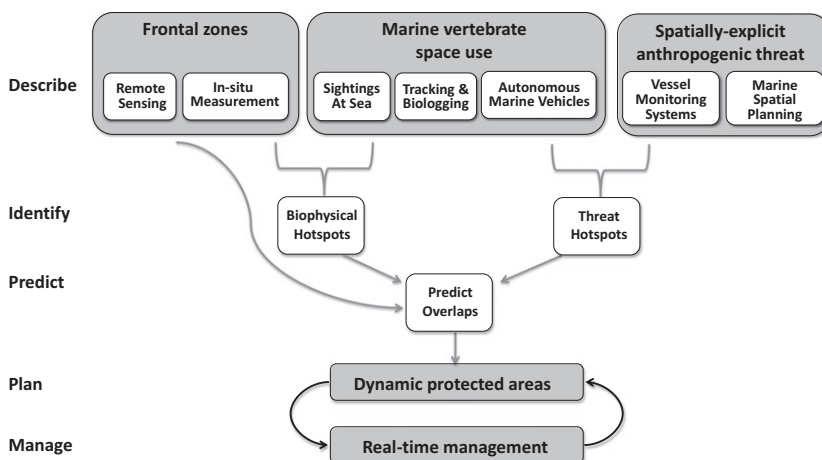 Frontal zones
Marine vertebrate
space use
Spatially-explicit
anthropogenic threat
Describe
Remote
Sensing
In-situ
Measurement
Sightings
At Sea
Tracking &
Biologging
Autonomous
Marine Vehicles
Vessel
Monitoring
Systems
Marine
Spatial
Planning
Identify
Biophysical
Hotspots
Threat
Hotspots
Predict
Predict
Overlaps
Plan
Dynamic protected areas
Manage
Real-time management